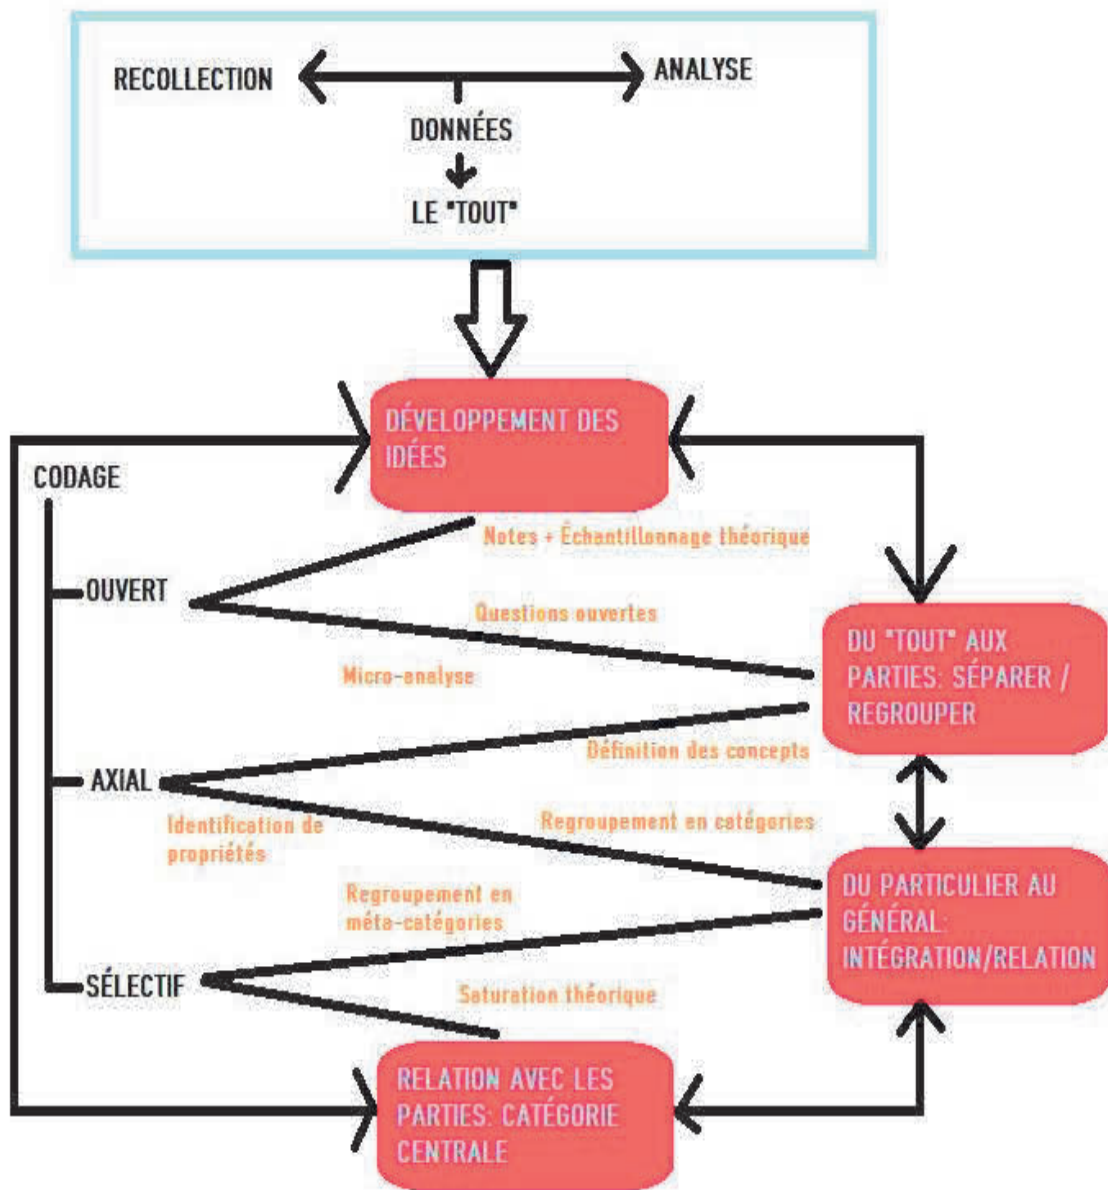 RECOLLECTION
ANALYSE
DONNÉES
LE "TOUT"
DÉVELOPPEMENT DES
IDÉES
CODAGE
Notes + Échantillonnage théorique
OUVERT
Questions ouvertes
Micro-analyse
DU "TOUT" AUX
PARTIES: SÉPARER /
REGROUPER
Définition des concepts
AXIAL
Identification de
propriétés
Regroupement en catégories
Regroupement en
méta-catégories
DU PARTICULIER AU
GÉNÉRAL:
INTÉGRATION/RELATION
SÉLECTIF
Saturation théorique
RELATION AVEC LES
PARTIES: CATÉGORIE
CENTRALE